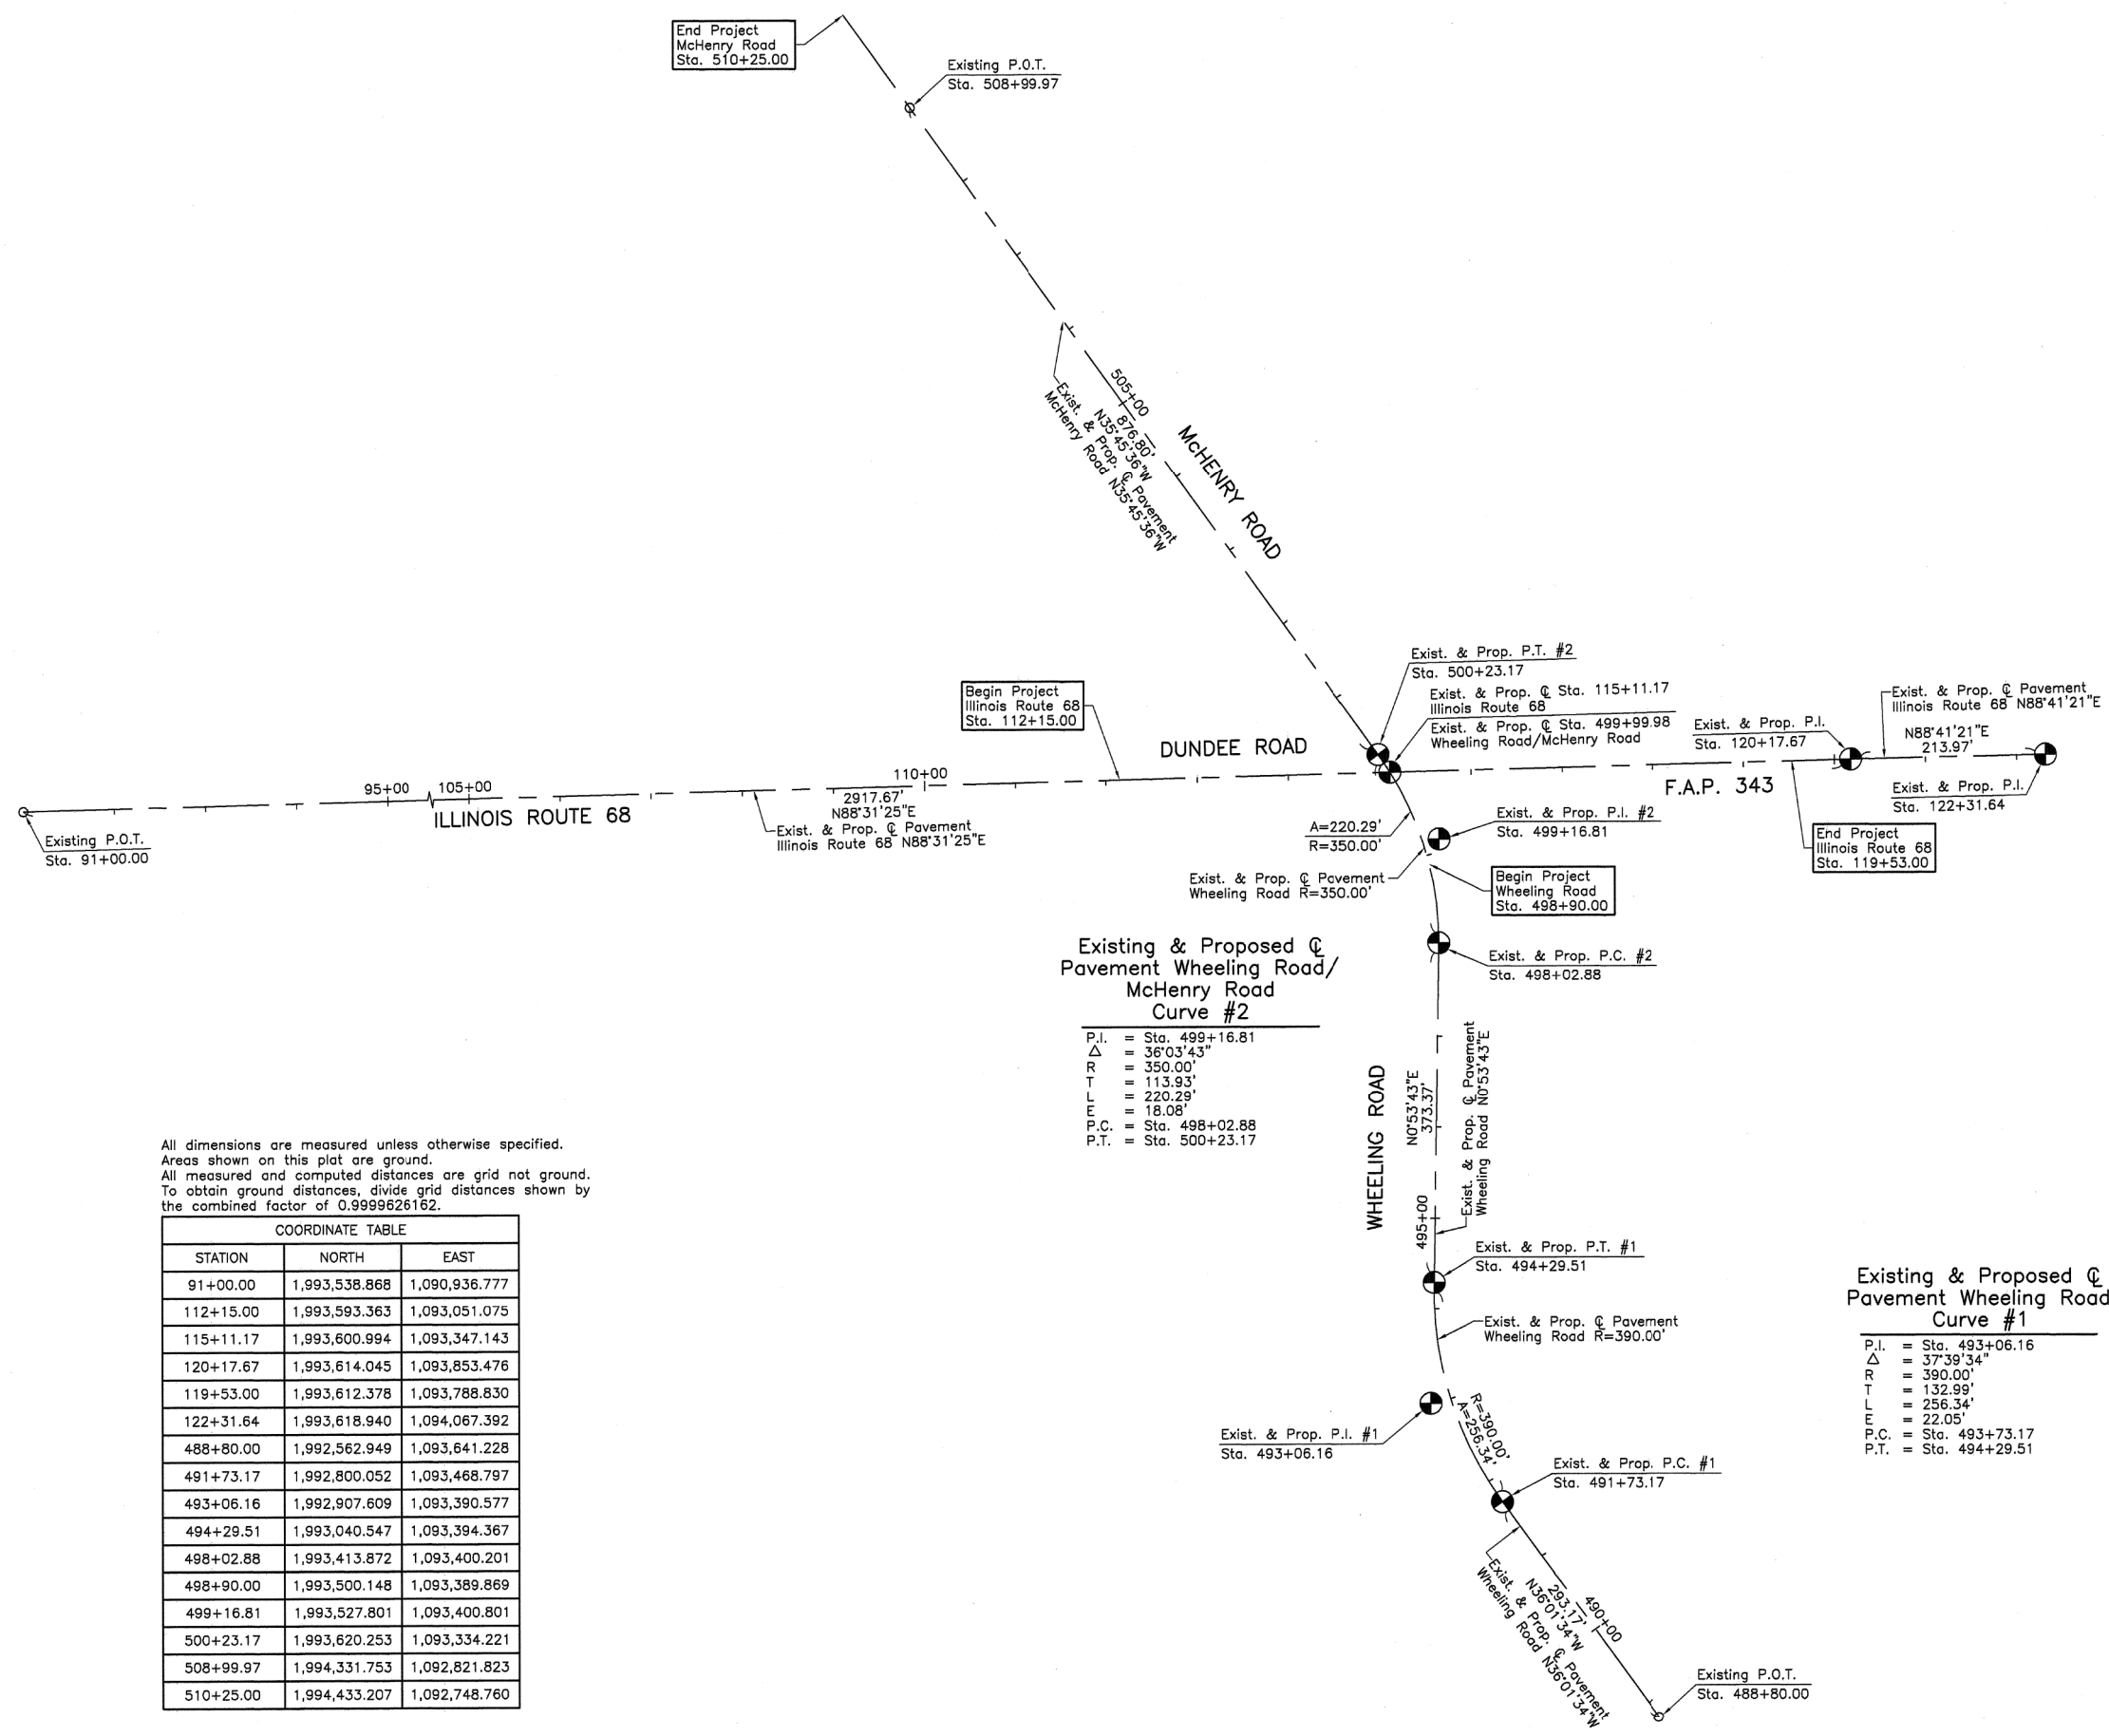 End Project
McHenry Road
Sta. 510+25.00
Existing P.O.T.
Sta. 508+99.97
505+00
876.80'
N35°45'36"W
Exist. & Prop. ℄ Pavement
McHenry Road N35°45'36"W
McHENRY ROAD
Exist. & Prop. P.T. #2
Sta. 500+23.17
Exist. & Prop. ℄ Sta. 115+11.17
Illinois Route 68
Exist. & Prop. ℄ Sta. 499+99.98
Wheeling Road/McHenry Road
Begin Project
Illinois Route 68
Sta. 112+15.00
DUNDEE ROAD
Exist. & Prop. P.I.
Sta. 120+17.67
Exist. & Prop. ℄ Pavement
Illinois Route 68 N88°41'21"E
N88°41'21"E
213.97'
Exist. & Prop. P.I.
Sta. 122+31.64
F.A.P. 343
End Project
Illinois Route 68
Sta. 119+53.00
Existing P.O.T.
Sta. 91+00.00
95+00
105+00
ILLINOIS ROUTE 68
110+00
2917.67'
N88°31'25"E
Exist. & Prop. ℄ Pavement
Illinois Route 68 N88°31'25"E
A=220.29'
R=350.00'
Exist. & Prop. P.I. #2
Sta. 499+16.81
Exist. & Prop. ℄ Pavement
Wheeling Road R=350.00'
Begin Project
Wheeling Road
Sta. 498+90.00
Exist. & Prop. P.C. #2
Sta. 498+02.88
Existing & Proposed ℄
Pavement Wheeling Road/
McHenry Road
Curve #2
P.I. = Sta. 499+16.81
△ = 36°03'43"
R = 350.00'
T = 113.93'
L = 220.29'
E = 18.08'
P.C. = Sta. 498+02.88
P.T. = Sta. 500+23.17
WHEELING ROAD
N0°53'43"E
373.37'
Exist. & Prop. ℄ Pavement
Wheeling Road N0°53'43"E
495+00
Exist. & Prop. P.T. #1
Sta. 494+29.51
Exist. & Prop. ℄ Pavement
Wheeling Road R=390.00'
R=390.00'
A=256.34'
Exist. & Prop. P.I. #1
Sta. 493+06.16
Exist. & Prop. P.C. #1
Sta. 491+73.17
490+00
293.17'
N36°01'34"W
Exist. & Prop. ℄ Pavement
Wheeling Road N36°01'34"W
Existing P.O.T.
Sta. 488+80.00
Existing & Proposed ℄
Pavement Wheeling Road
Curve #1
P.I. = Sta. 493+06.16
△ = 37°39'34"
R = 390.00'
T = 132.99'
L = 256.34'
E = 22.05'
P.C. = Sta. 493+73.17
P.T. = Sta. 494+29.51
All dimensions are measured unless otherwise specified.
Areas shown on this plat are ground.
All measured and computed distances are grid not ground.
To obtain ground distances, divide grid distances shown by
the combined factor of 0.9999626162.
COORDINATE TABLE
STATION NORTH EAST
91+00.00 1,993,538.868 1,090,936.777
112+15.00 1,993,593.363 1,093,051.075
115+11.17 1,993,600.994 1,093,347.143
120+17.67 1,993,614.045 1,093,853.476
119+53.00 1,993,612.378 1,093,788.830
122+31.64 1,993,618.940 1,094,067.392
488+80.00 1,992,562.949 1,093,641.228
491+73.17 1,992,800.052 1,093,468.797
493+06.16 1,992,907.609 1,093,390.577
494+29.51 1,993,040.547 1,093,394.367
498+02.88 1,993,413.872 1,093,400.201
498+90.00 1,993,500.148 1,093,389.869
499+16.81 1,993,527.801 1,093,400.801
500+23.17 1,993,620.253 1,093,334.221
508+99.97 1,994,331.753 1,092,821.823
510+25.00 1,994,433.207 1,092,748.760